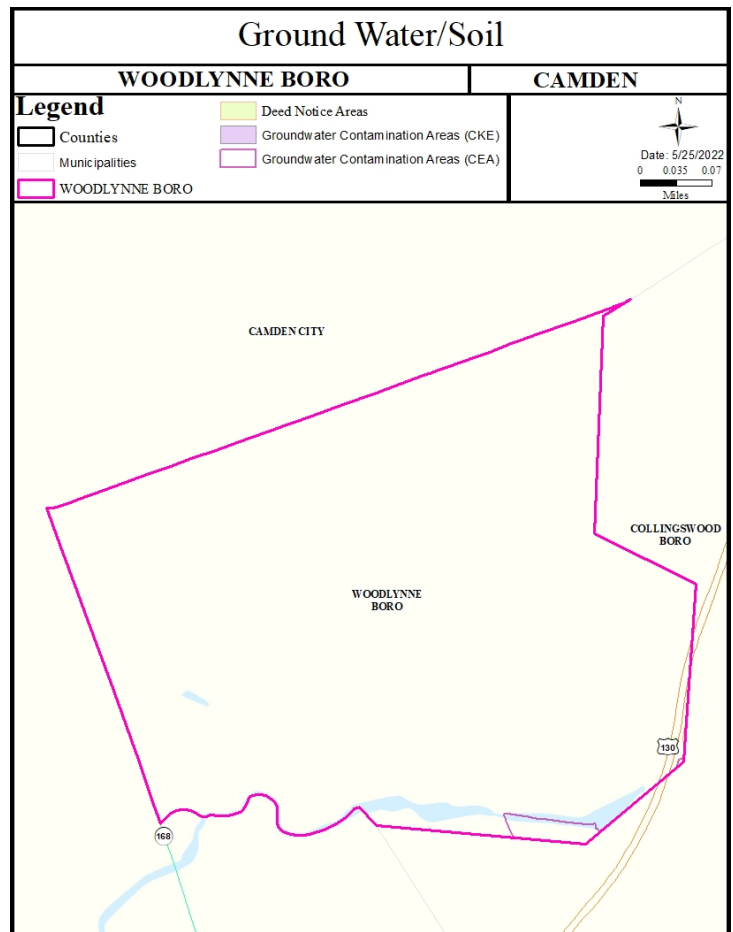 Ground Water/Soil
WOODLYNNE BORO
CAMDEN
Legend
Counties
Municipalities
WOODLYNNE BORO
Deed Notice Areas
Groundwater Contamination Areas (CKE)
Groundwater Contamination Areas (CEA)
N
Date: 5/25/2022
0 0.035 0.07
Miles
CAMDEN CITY
COLLINGSWOOD
BORO
WOODLYNNE
BORO
130
168